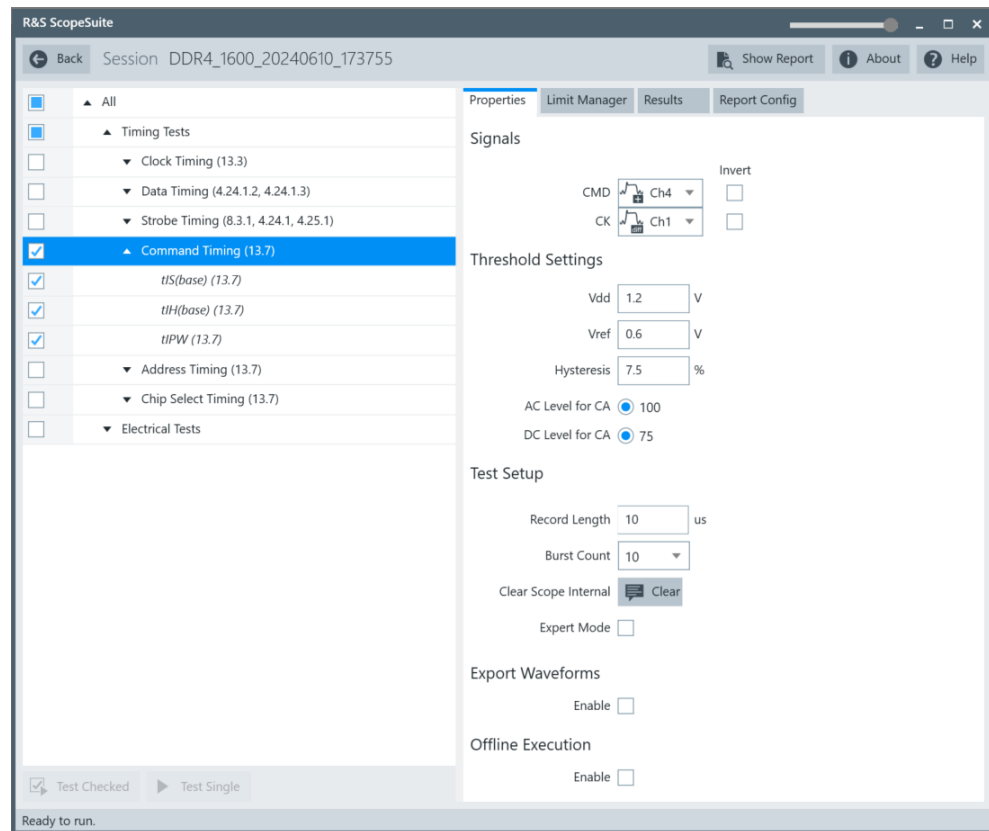 R&S ScopeSuite
Back Session DDR4_1600_20240610_173755 Show Report About Help
All
Timing Tests
Clock Timing (13.3)
Data Timing (4.24.1.2, 4.24.1.3)
Strobe Timing (8.3.1, 4.24.1, 4.25.1)
Command Timing (13.7)
tIS(base) (13.7)
tIH(base) (13.7)
tIPW (13.7)
Address Timing (13.7)
Chip Select Timing (13.7)
Electrical Tests
Test Checked Test Single
Properties Limit Manager Results Report Config
Signals
Invert
CMD Ch4
CK diff Ch1
Threshold Settings
Vdd 1.2 V
Vref 0.6 V
Hysteresis 7.5 %
AC Level for CA 100
DC Level for CA 75
Test Setup
Record Length 10 us
Burst Count 10
Clear Scope Internal Clear
Expert Mode
Export Waveforms
Enable
Offline Execution
Enable
Ready to run.